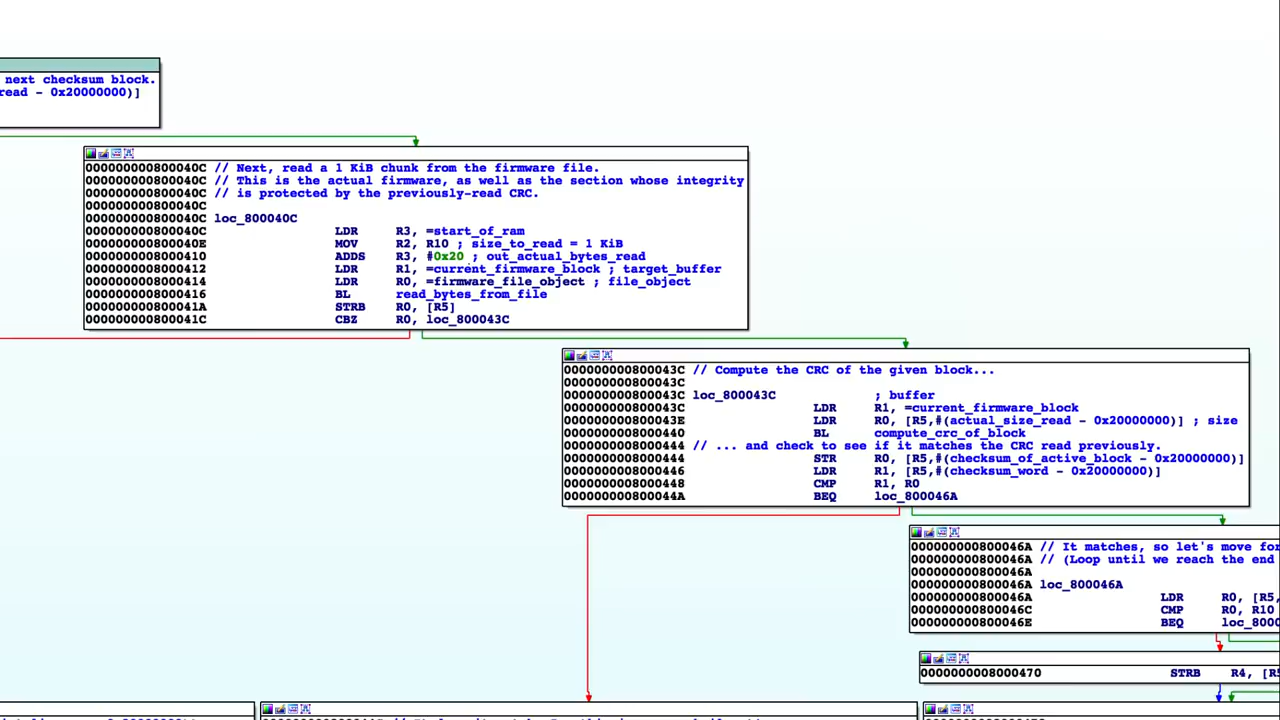 next checksum block.
read - 0x20000000)]
000000000800040C // Next, read a 1 KiB chunk from the firmware file.
000000000800040C // This is the actual firmware, as well as the section whose integrity
000000000800040C // is protected by the previously-read CRC.
000000000800040C
000000000800040C loc_800040C
000000000800040C LDR R3, =start_of_ram
000000000800040E MOV R2, R10 ; size_to_read = 1 KiB
0000000008000410 ADDS R3, #0x20 ; out_actual_bytes_read
0000000008000412 LDR R1, =current_firmware_block ; target_buffer
0000000008000414 LDR R0, =firmware_file_object ; file_object
0000000008000416 BL read_bytes_from_file
000000000800041A STRB R0, [R5]
000000000800041C CBZ R0, loc_800043C
000000000800043C // Compute the CRC of the given block...
000000000800043C
000000000800043C loc_800043C ; buffer
000000000800043C LDR R1, =current_firmware_block
000000000800043E LDR R0, [R5,#(actual_size_read - 0x20000000)] ; size
0000000008000440 BL compute_crc_of_block
0000000008000444 // ... and check to see if it matches the CRC read previously.
0000000008000444 STR R0, [R5,#(checksum_of_active_block - 0x20000000)]
0000000008000446 LDR R1, [R5,#(checksum_word - 0x20000000)]
0000000008000448 CMP R1, R0
000000000800044A BEQ loc_800046A
000000000800046A // It matches, so let's move for
000000000800046A // (Loop until we reach the end
000000000800046A
000000000800046A loc_800046A
000000000800046A LDR R0, [R5,
000000000800046C CMP R0, R10
000000000800046E BEQ loc_800
0000000008000470 STRB R4, [R5